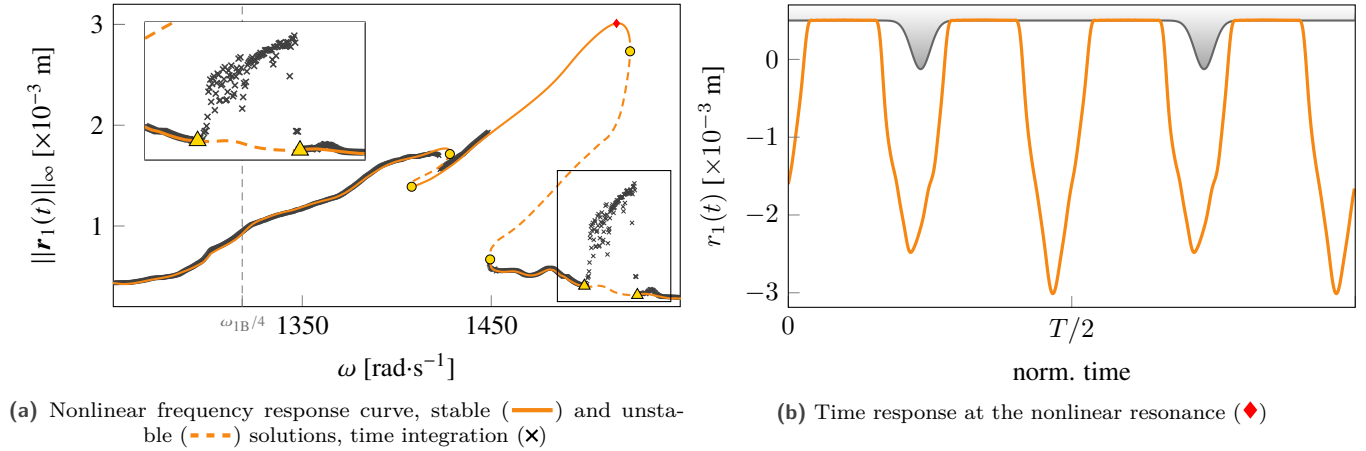 3
2
1
||r₁(t)||∞ [×10⁻³ m]
ω₁B/4
1350
1450
ω [rad·s⁻¹]
(a) Nonlinear frequency response curve, stable ( ) and unsta-
ble ( ) solutions, time integration (×)
0
−1
−2
−3
r₁(t) [×10⁻³ m]
0
T/2
norm. time
(b) Time response at the nonlinear resonance (♦)